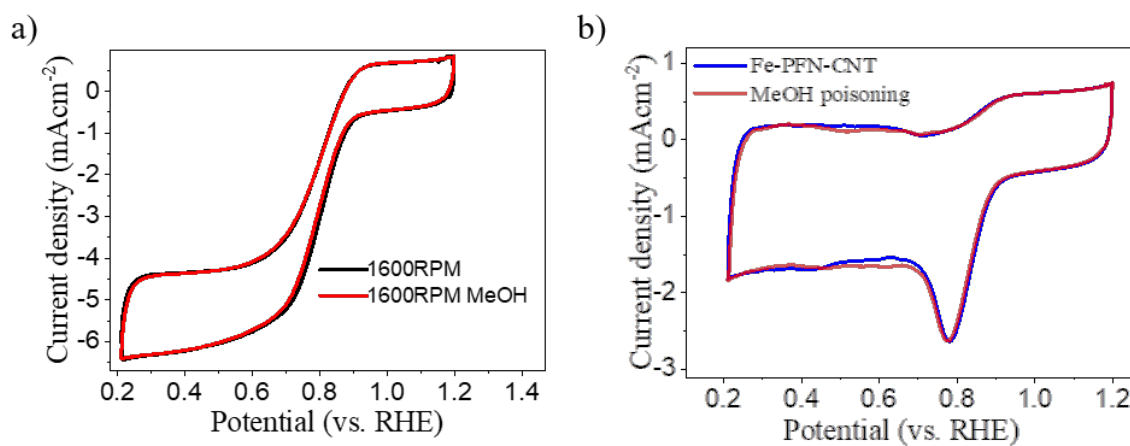 a)
0
-1
-2
-3
-4
-5
-6
Current density (mAcm-2)
1600RPM
1600RPM MeOH
0.2 0.4 0.6 0.8 1.0 1.2 1.4
Potential (vs. RHE)
b)
1
0
-1
-2
-3
Current density (mAcm-2)
Fe-PFN-CNT
MeOH poisoning
0.2 0.4 0.6 0.8 1.0 1.2
Potential (vs. RHE)